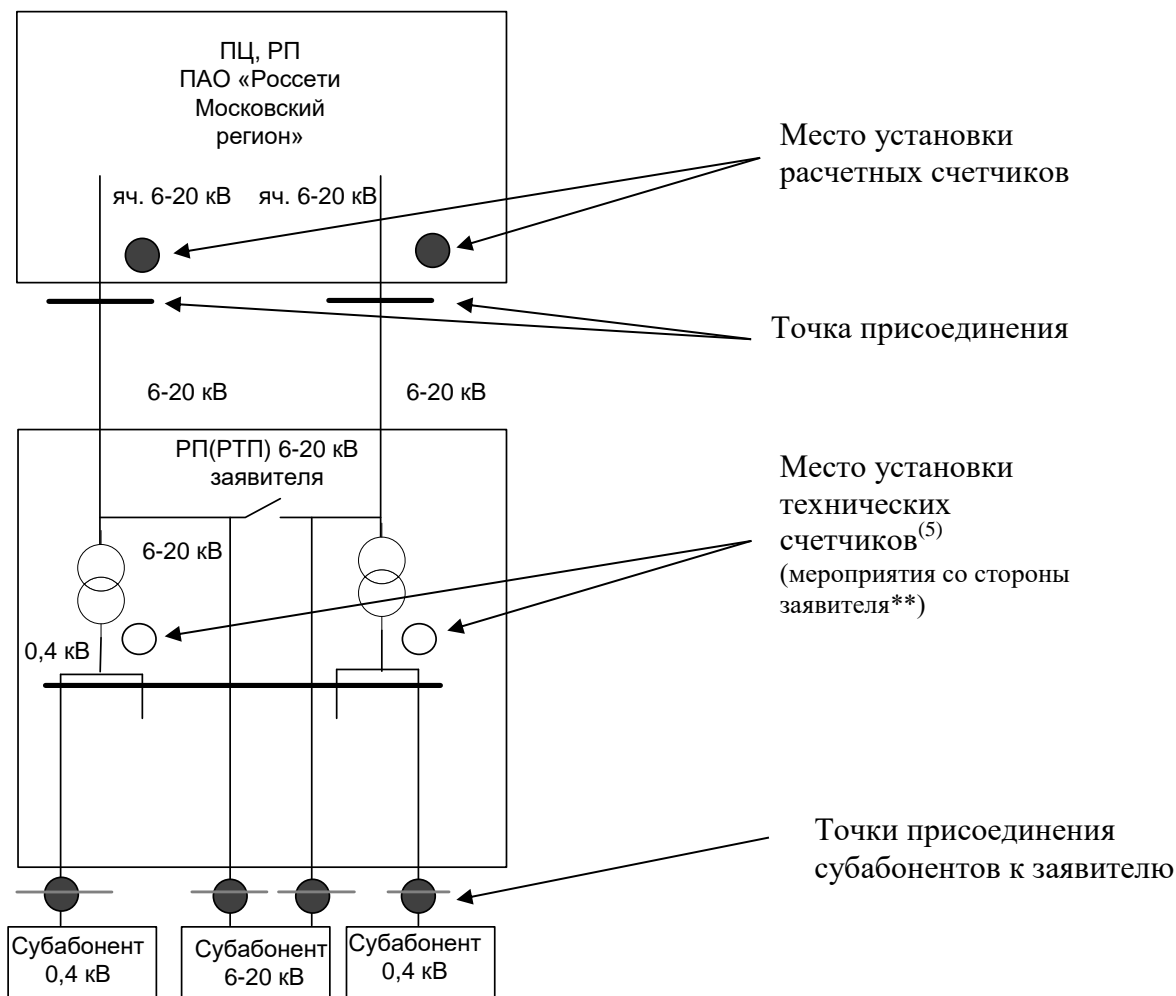 ПЦ, РП
ПАО «Россети
Московский
регион»
яч. 6-20 кВ
яч. 6-20 кВ
Место установки
расчетных счетчиков
Точка присоединения
6-20 кВ
6-20 кВ
РП(РТП) 6-20 кВ
заявителя
6-20 кВ
0,4 кВ
Место установки
технических
счетчиков(5)
(мероприятия со стороны
заявителя**)
Точки присоединения
субабонентов к заявителю
Субабонент
0,4 кВ
Субабонент
6-20 кВ
Субабонент
0,4 кВ